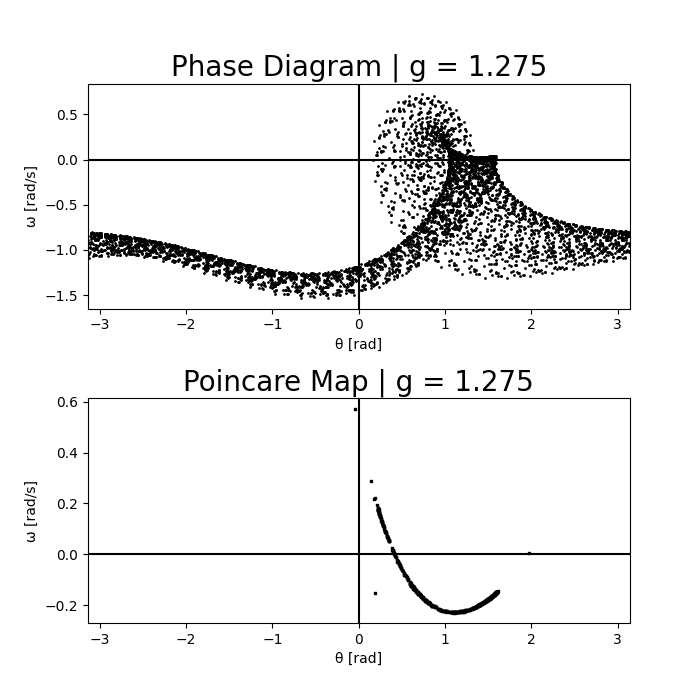 Phase Diagram | g = 1.275
0.5
0.0
−0.5
−1.0
−1.5
ω [rad/s]
−3 −2 −1 0 1 2 3
θ [rad]
Poincare Map | g = 1.275
0.6
0.4
0.2
0.0
−0.2
ω [rad/s]
−3 −2 −1 0 1 2 3
θ [rad]